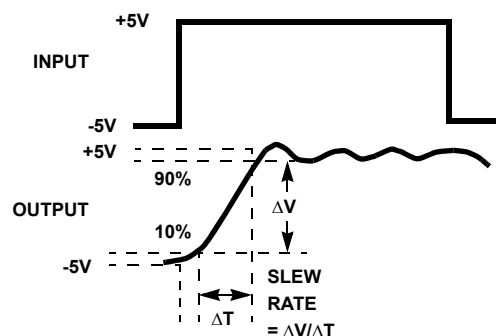 +5V
INPUT
-5V
+5V
90%
ΔV
OUTPUT
10%
-5V
ΔT
SLEW
RATE
= ΔV/ΔT